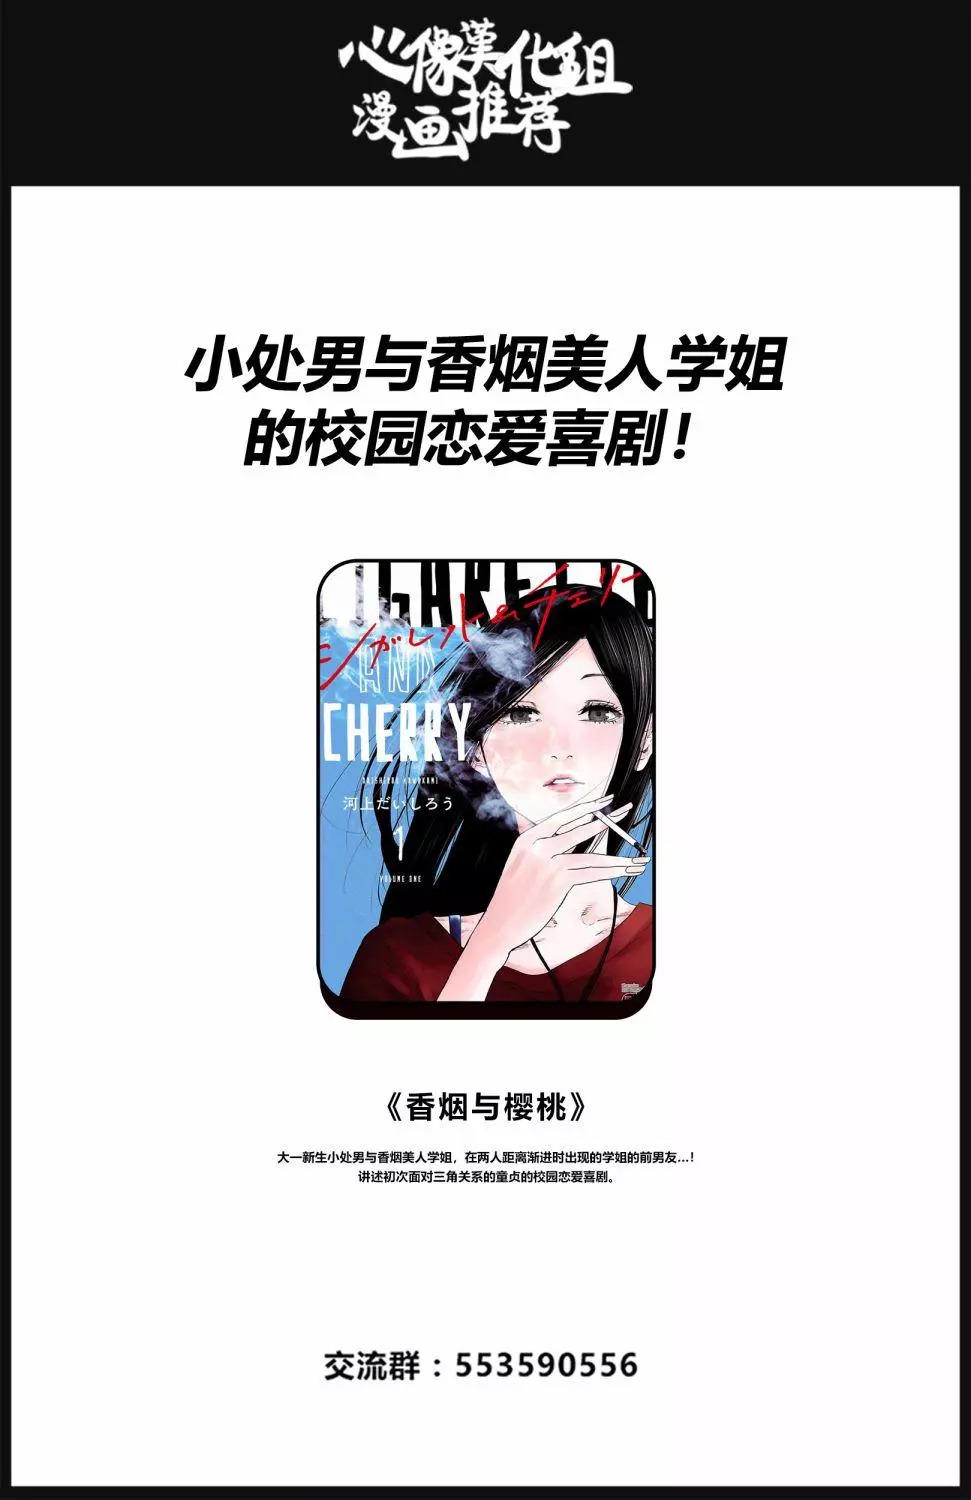 心像漢化组
漫画推荐
小处男与香烟美人学姐
的校园恋爱喜剧！
CIGARETTE
シガレット&チェリー
AND
CHERRY
DAISHIROU KAWAKAMI
河上だいしろう
1
VOLUME ONE
《香烟与樱桃》
大一新生小处男与香烟美人学姐，在两人距离渐进时出现的学姐的前男友...！
讲述初次面对三角关系的童贞的校园恋爱喜剧。
交流群：553590556